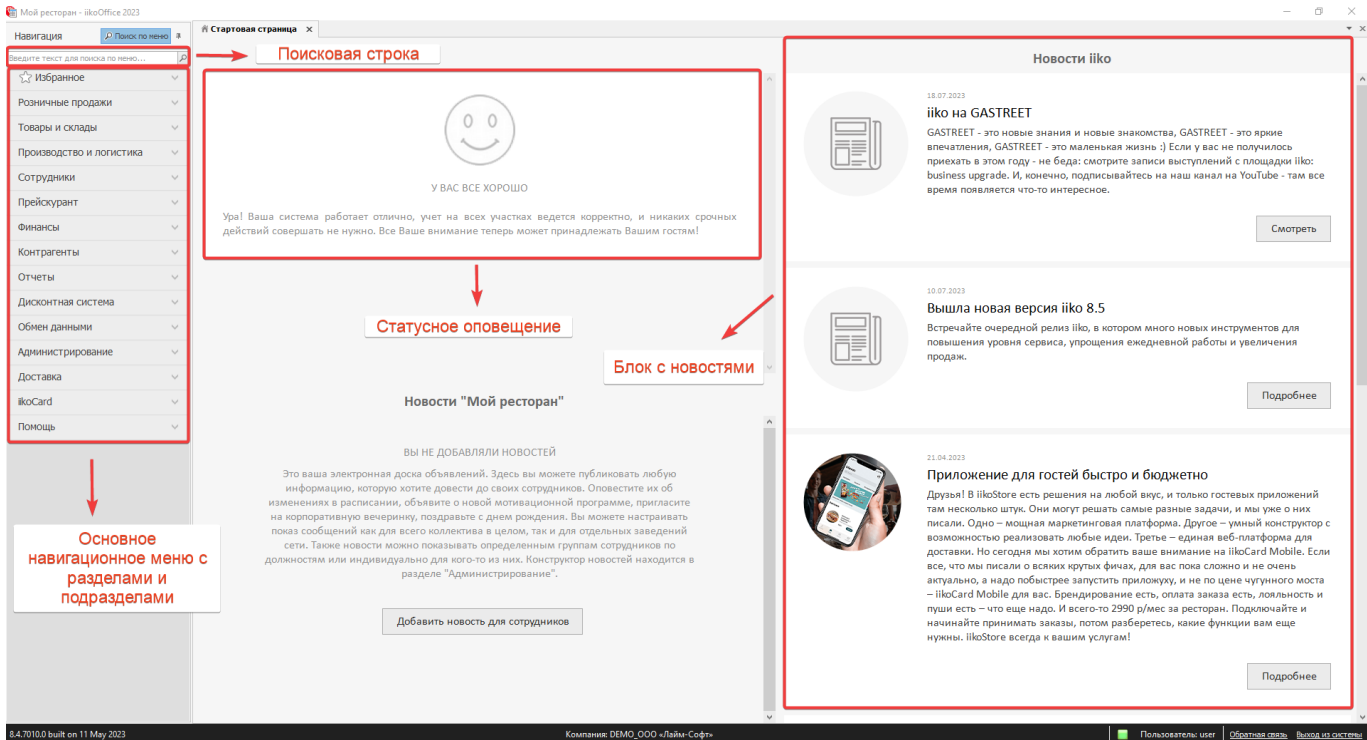 Мой ресторан - iikoOffice 2023
Навигация
Поиск по меню
Стартовая страница
Введите текст для поиска по меню...
Поисковая строка
Избранное
Розничные продажи
Товары и склады
Производство и логистика
Сотрудники
Прейскурант
Финансы
Контрагенты
Отчеты
Дисконтная система
Обмен данными
Администрирование
Доставка
iikoCard
Помощь
Основное
навигационное меню с
разделами и
подразделами
У ВАС ВСЕ ХОРОШО
Ура! Ваша система работает отлично, учет на всех участках ведется корректно, и никаких срочных
действий совершать не нужно. Все Ваше внимание теперь может принадлежать Вашим гостям!
Статусное оповещение
Блок с новостями
Новости "Мой ресторан"
ВЫ НЕ ДОБАВЛЯЛИ НОВОСТЕЙ
Это ваша электронная доска объявлений. Здесь вы можете публиковать любую
информацию, которую хотите довести до своих сотрудников. Оповестите их об
изменениях в расписании, объявите о новой мотивационной программе, пригласите
на корпоративную вечеринку, поздравьте с днем рождения. Вы можете настраивать
показ сообщений как для всего коллектива в целом, так и для отдельных заведений
сети. Также новости можно показывать определенным группам сотрудников по
должностям или индивидуально для кого-то из них. Конструктор новостей находится в
разделе "Администрирование".
Добавить новость для сотрудников
Новости iiko
18.07.2023
iiko на GASTREET
GASTREET - это новые знания и новые знакомства, GASTREET - это яркие
впечатления, GASTREET - это маленькая жизнь :) Если у вас не получилось
приехать в этом году - не беда: смотрите записи выступлений с площадки iiko:
business upgrade. И, конечно, подписывайтесь на наш канал на YouTube - там все
время появляется что-то интересное.
Смотреть
10.07.2023
Вышла новая версия iiko 8.5
Встречайте очередной релиз iiko, в котором много новых инструментов для
повышения уровня сервиса, упрощения ежедневной работы и увеличения
продаж.
Подробнее
21.04.2023
Приложение для гостей быстро и бюджетно
Друзья! В iikoStore есть решения на любой вкус, и только гостевых приложений
там несколько штук. Они могут решать самые разные задачи, и мы уже о них
писали. Одно – мощная маркетинговая платформа. Другое – умный конструктор с
возможностью реализовать любые идеи. Третье – единая веб-платформа для
доставки. Но сегодня мы хотим обратить ваше внимание на iikoCard Mobile. Если
все, что мы писали о всяких крутых фичах, для вас пока сложно и не очень
актуально, а надо побыстрее запустить приложуху, и не по цене чугунного моста
– iikoCard Mobile для вас. Брендирование есть, оплата заказа есть, лояльность и
пуши есть – что еще надо. И всего-то 2990 р/мес за ресторан. Подключайте и
начинайте принимать заказы, потом разберетесь, какие функции вам еще
нужны. iikoStore всегда к вашим услугам!
Подробнее
8.4.7010.0 built on 11 May 2023
Компания: DEMO_ООО «Лайм-Софт»
Пользователь: user
Обратная связь
Выход из системы